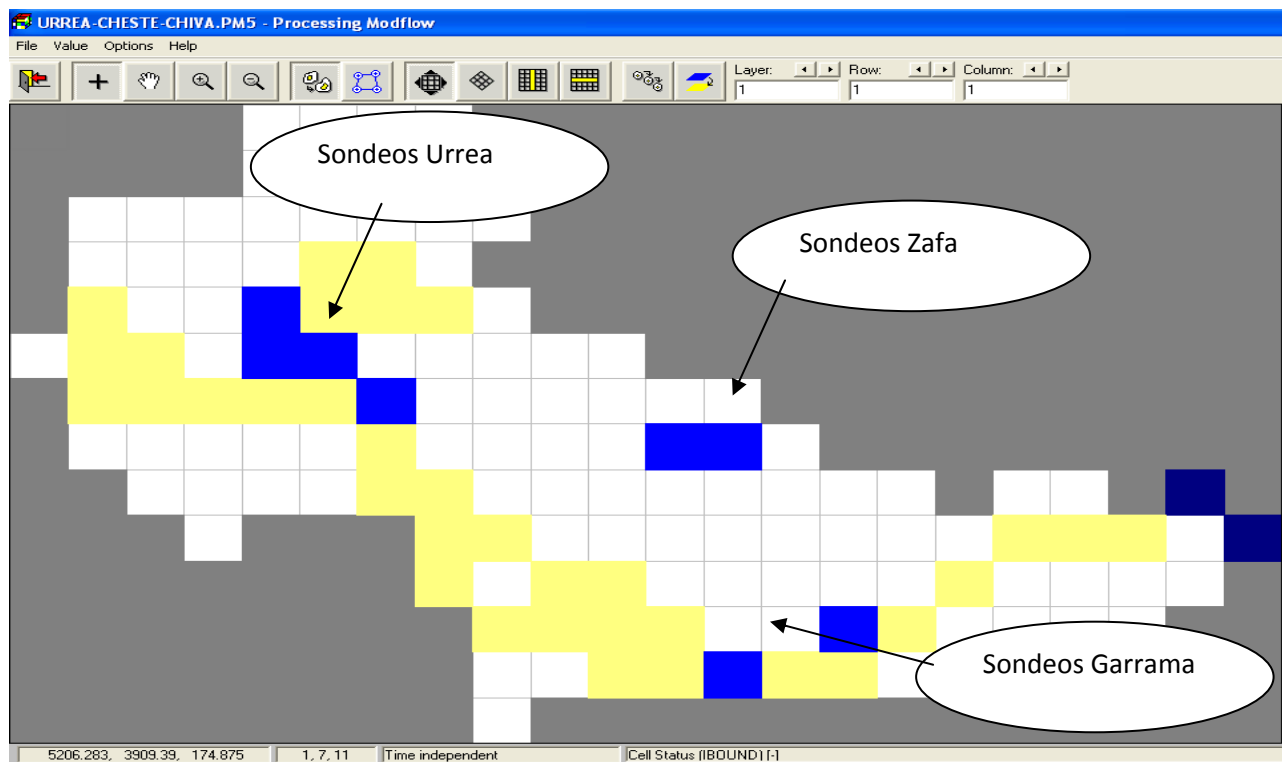 URREA-CHESTE-CHIVA.PM5 - Processing Modflow
File Value Options Help
Layer: Row: Column:
1 1 1
Sondeos Urrea
Sondeos Zafa
Sondeos Garrama
5206.283, 3909.39, 174.875 1, 7, 11 Time independent Cell Status (IBOUND) [-]